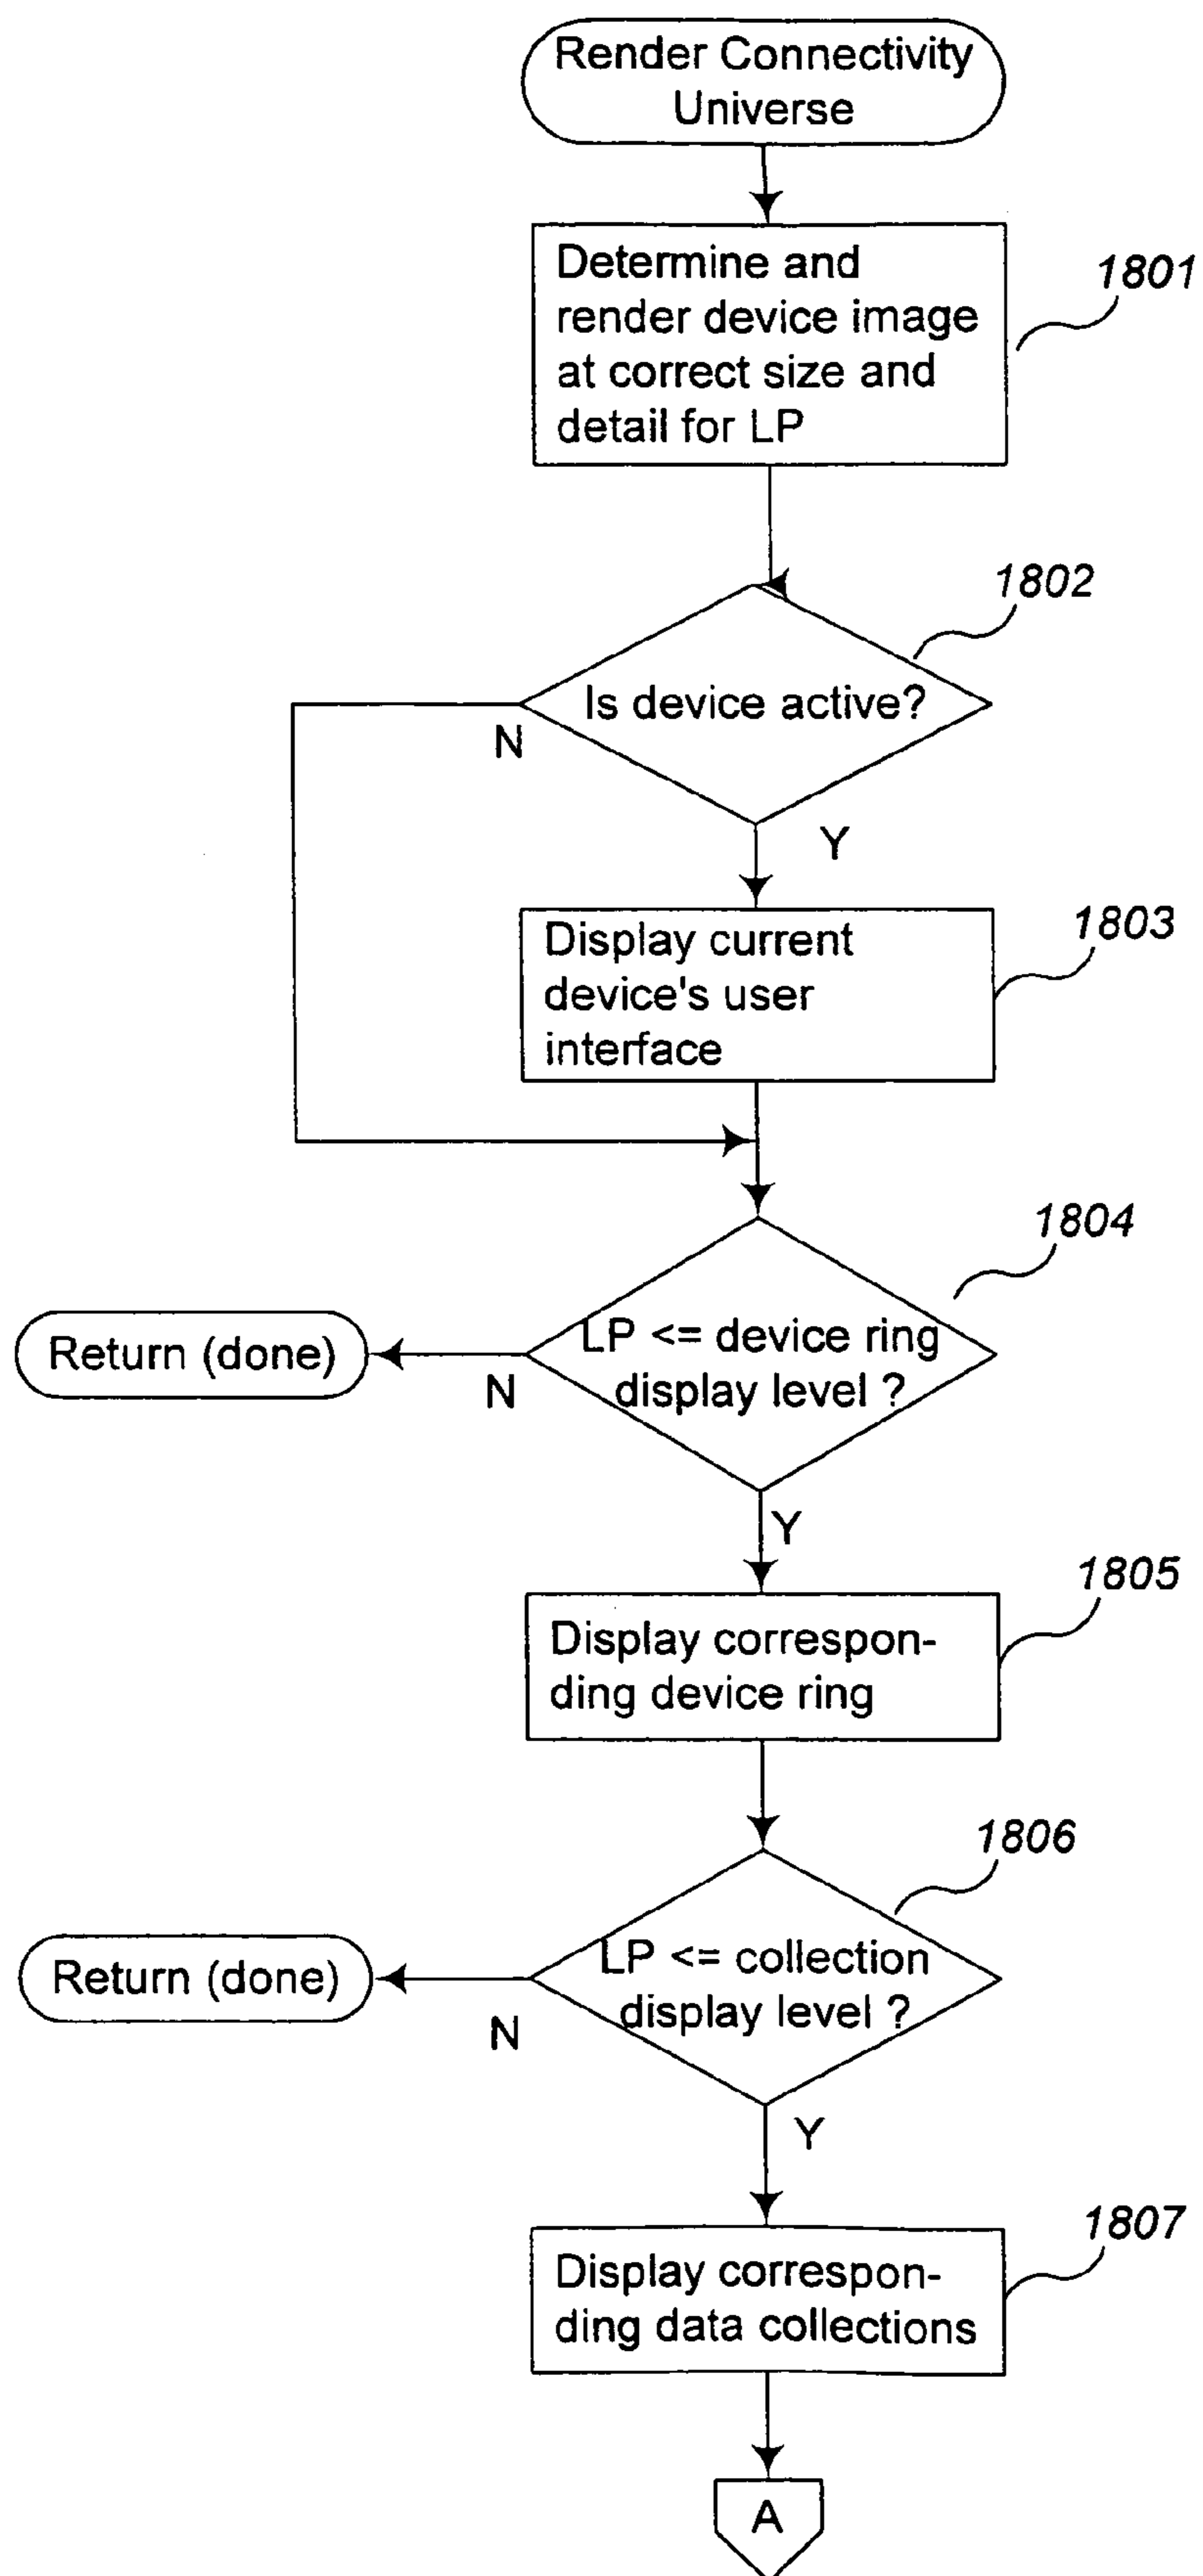 Render Connectivity
Universe
Determine and
render device image
at correct size and
detail for LP
1801
1802
Is device active?
N
Y
Display current
device's user
interface
1803
1804
LP <= device ring
display level ?
Return (done)
N
Y
Display correspon-
ding device ring
1805
1806
LP <= collection
display level ?
Return (done)
N
Y
Display correspon-
ding data collections
1807
A